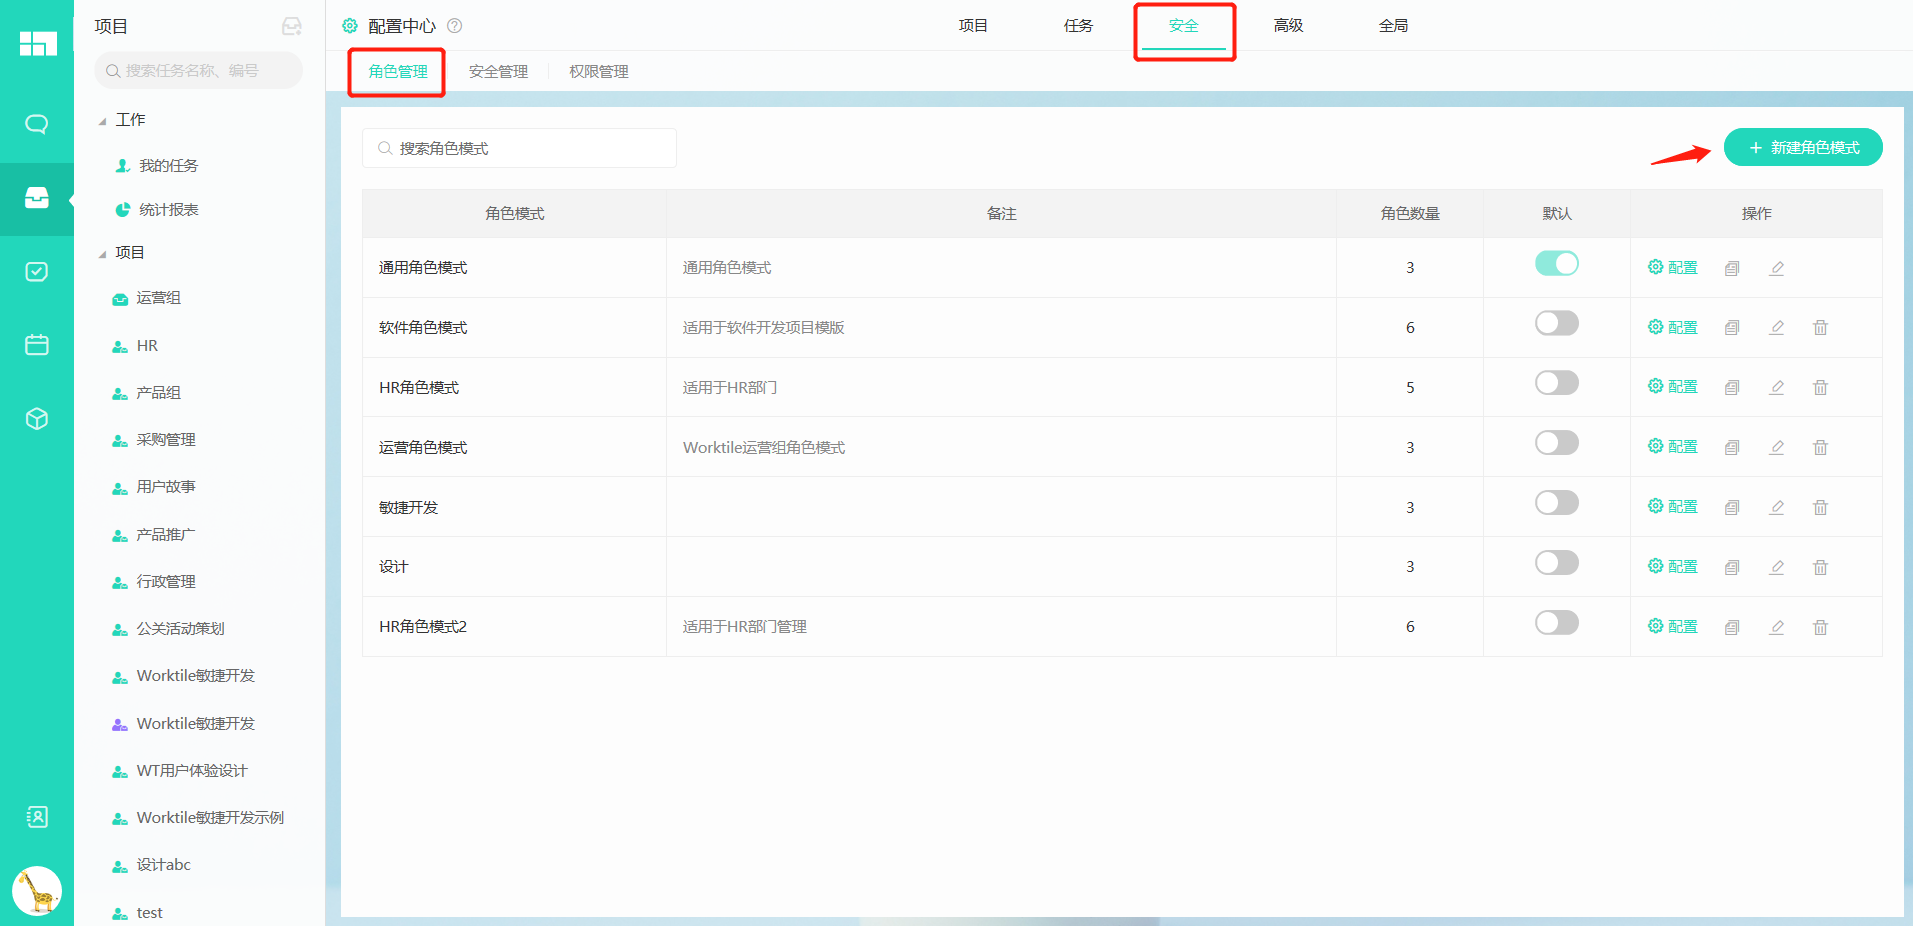 项目
搜索任务名称、编号
工作
我的任务
统计报表
项目
运营组
HR
产品组
采购管理
用户故事
产品推广
行政管理
公关活动策划
Worktile敏捷开发
Worktile敏捷开发
WT用户体验设计
Worktile敏捷开发示例
设计abc
test
配置中心
项目 任务 安全 高级 全局
角色管理 安全管理 权限管理
搜索角色模式
+ 新建角色模式
角色模式 备注 角色数量 默认 操作
通用角色模式 通用角色模式 3 配置
软件角色模式 适用于软件开发项目模版 6 配置
HR角色模式 适用于HR部门 5 配置
运营角色模式 Worktile运营组角色模式 3 配置
敏捷开发 3 配置
设计 3 配置
HR角色模式2 适用于HR部门管理 6 配置